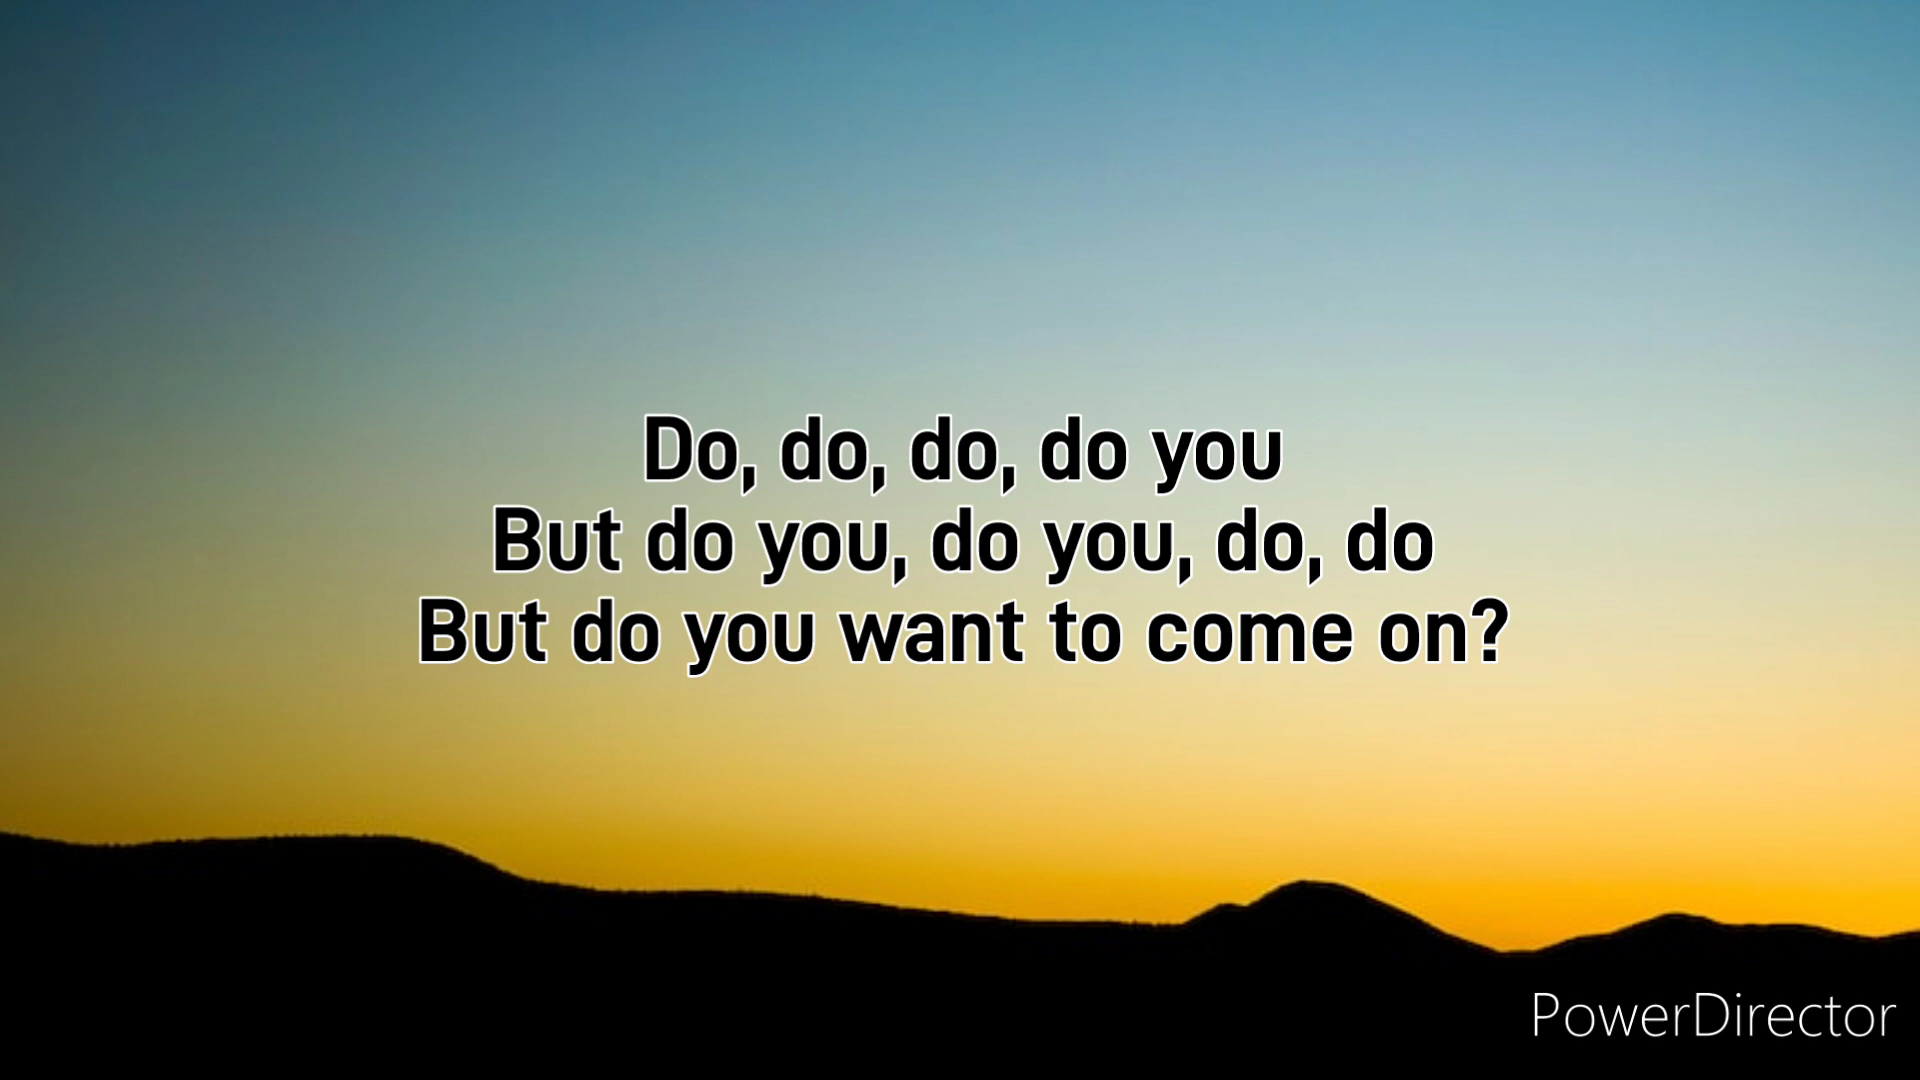 Do, do, do, do you
But do you, do you, do, do
But do you want to come on?
PowerDirector